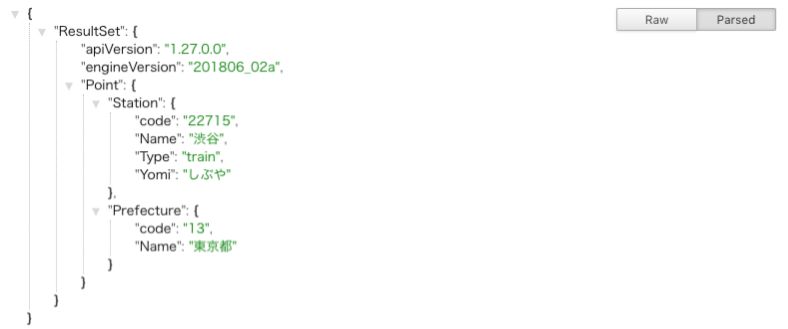 {
Raw Parsed
"ResultSet": {
"apiVersion": "1.27.0.0",
"engineVersion": "201806_02a",
"Point": {
"Station": {
"code": "22715",
"Name": "渋谷",
"Type": "train",
"Yomi": "しぶや"
},
"Prefecture": {
"code": "13",
"Name": "東京都"
}
}
}
}